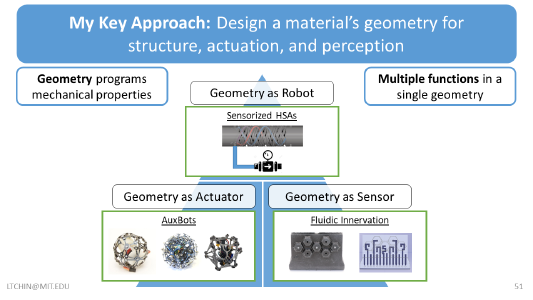 My Key Approach: Design a material's geometry for
structure, actuation, and perception
Geometry programs
mechanical properties
Multiple functions in a
single geometry
Geometry as Robot
Sensorized HSAs
Geometry as Actuator
Geometry as Sensor
AuxBots
Fluidic Innervation
LTCHIN@MIT.EDU
51